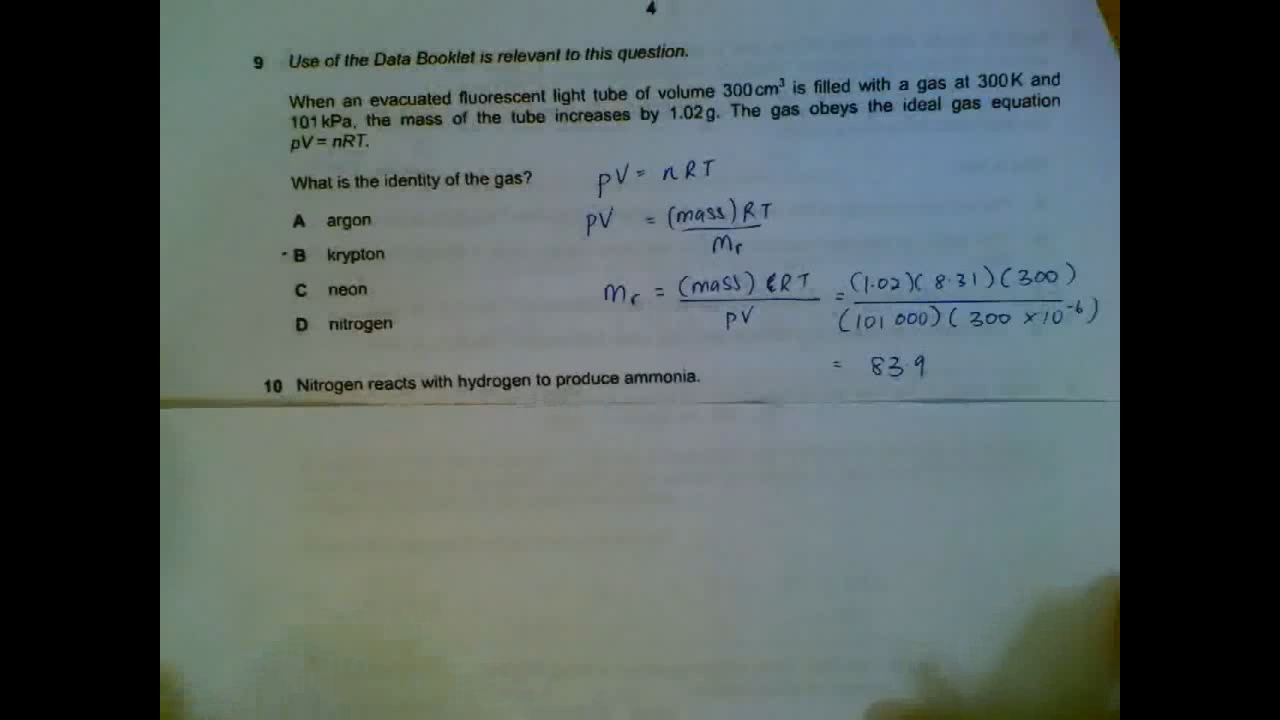 4
9 Use of the Data Booklet is relevant to this question.
When an evacuated fluorescent light tube of volume 300 cm³ is filled with a gas at 300 K and
101 kPa, the mass of the tube increases by 1.02 g. The gas obeys the ideal gas equation
pV = nRT.
What is the identity of the gas?
A argon
B krypton
C neon
D nitrogen
pV = nRT
pV = (mass) RT / Mr
Mr = (mass) RT / pV = (1.02)(8.31)(300) / (101 000)(300 × 10⁻⁶)
= 83.9
10 Nitrogen reacts with hydrogen to produce ammonia.